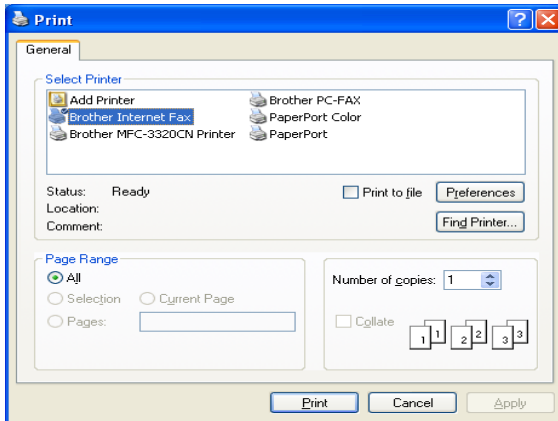 Print
General
Select Printer
Add Printer
Brother PC-FAX
Brother Internet Fax
PaperPort Color
Brother MFC-3320CN Printer
PaperPort
Status: Ready
Print to file
Preferences
Location:
Comment:
Find Printer...
Page Range
All
Number of copies: 1
Selection
Current Page
Pages:
Collate
1 1 2 2 3 3
Print
Cancel
Apply